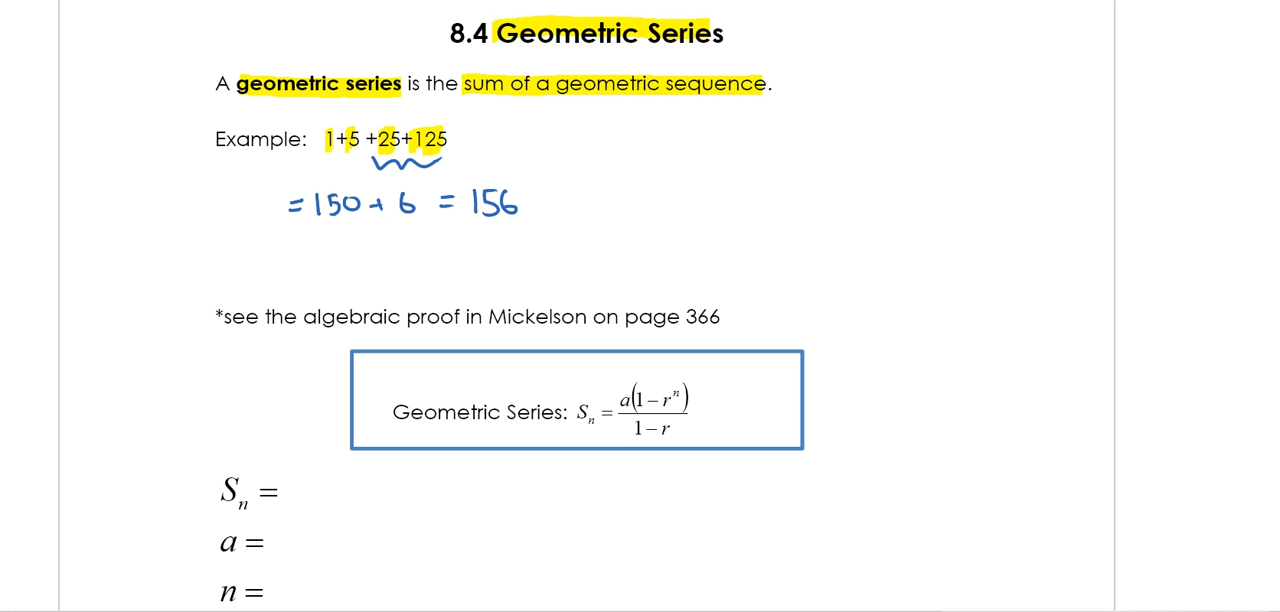 8.4 Geometric Series
A geometric series is the sum of a geometric sequence.
Example: 1+5 +25+125
= 150 + 6 = 156
*see the algebraic proof in Mickelson on page 366
Geometric Series: Sₙ = a(1−rⁿ)/(1−r)
Sₙ =
a =
n =